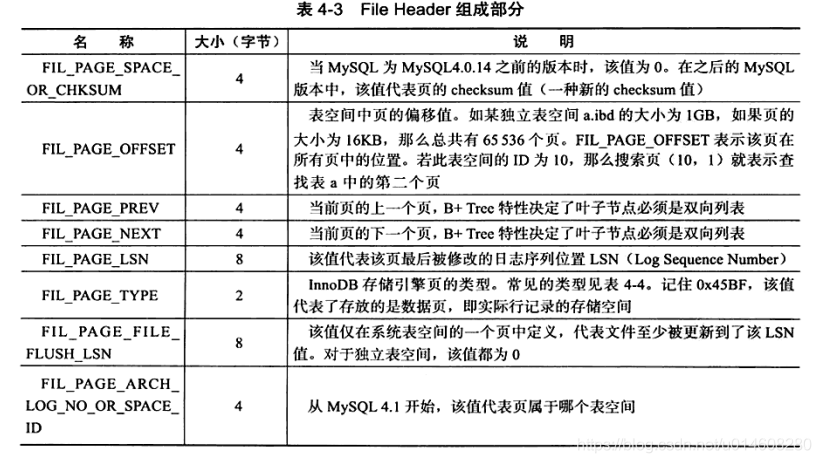 表 4-3 File Header 组成部分
名 称 大小（字节） 说 明
FIL_PAGE_SPACE_
OR_CHKSUM
4
当 MySQL 为 MySQL4.0.14 之前的版本时，该值为 0。在之后的 MySQL
版本中，该值代表页的 checksum 值（一种新的 checksum 值）
FIL_PAGE_OFFSET
4
表空间中页的偏移值。如某独立表空间 a.ibd 的大小为 1GB，如果页的
大小为 16KB，那么总共有 65 536 个页。FIL_PAGE_OFFSET 表示该页在
所有页中的位置。若此表空间的 ID 为 10，那么搜索页（10，1）就表示查
找表 a 中的第二个页
FIL_PAGE_PREV 4 当前页的上一个页，B+ Tree 特性决定了叶子节点必须是双向列表
FIL_PAGE_NEXT 4 当前页的下一个页，B+ Tree 特性决定了叶子节点必须是双向列表
FIL_PAGE_LSN 8 该值代表该页最后被修改的日志序列位置 LSN（Log Sequence Number）
FIL_PAGE_TYPE
2
InnoDB 存储引擎页的类型。常见的类型见表 4-4。记住 0x45BF，该值
代表了存放的是数据页，即实际行记录的存储空间
FIL_PAGE_FILE_
FLUSH_LSN
8
该值仅在系统表空间的一个页中定义，代表文件至少被更新到了该 LSN
值。对于独立表空间，该值都为 0
FIL_PAGE_ARCH_
LOG_NO_OR_SPACE_
ID
4
从 MySQL 4.1 开始，该值代表页属于哪个表空间